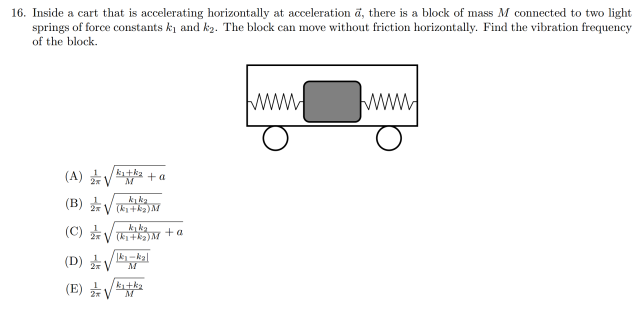 16. Inside a cart that is accelerating horizontally at acceleration $\vec{a}$, there is a block of mass $M$ connected to two light
springs of force constants $k_1$ and $k_2$. The block can move without friction horizontally. Find the vibration frequency
of the block.
(A) $\frac{1}{2\pi}\sqrt{\frac{k_1+k_2}{M}+a}$
(B) $\frac{1}{2\pi}\sqrt{\frac{k_1k_2}{(k_1+k_2)M}}$
(C) $\frac{1}{2\pi}\sqrt{\frac{k_1k_2}{(k_1+k_2)M}+a}$
(D) $\frac{1}{2\pi}\sqrt{\frac{|k_1-k_2|}{M}}$
(E) $\frac{1}{2\pi}\sqrt{\frac{k_1+k_2}{M}}$